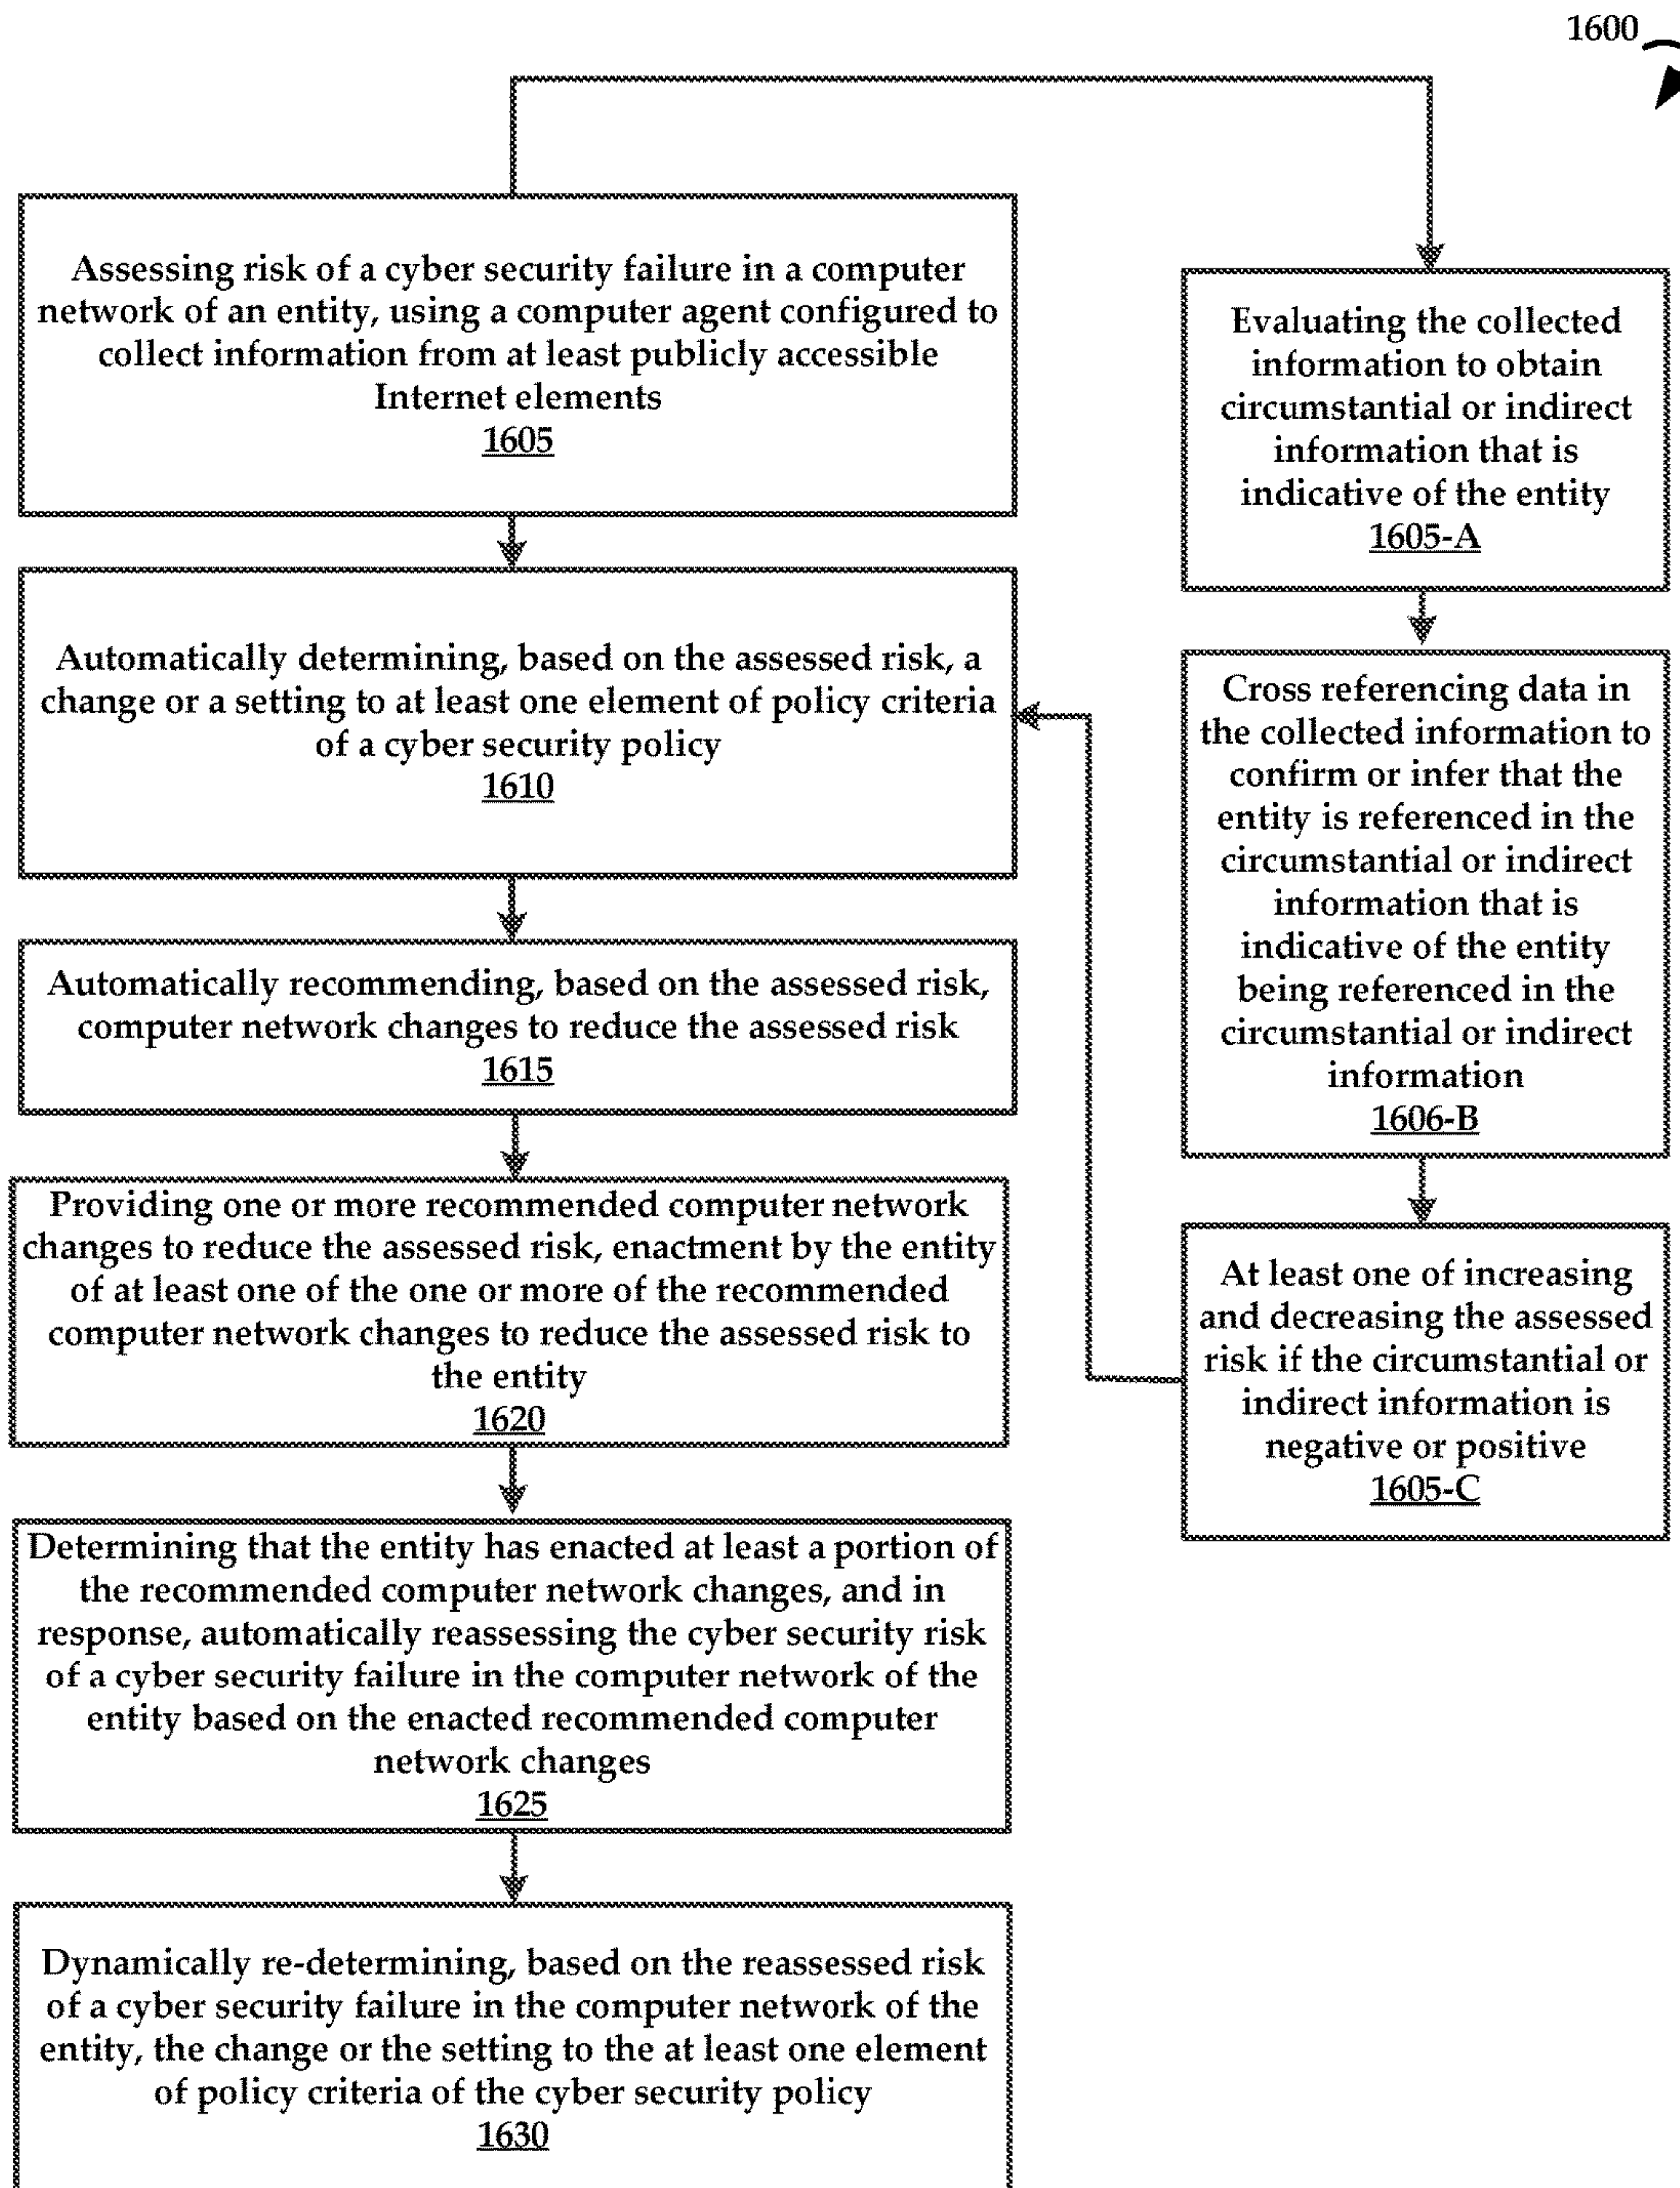 1600
Assessing risk of a cyber security failure in a computer
network of an entity, using a computer agent configured to
collect information from at least publicly accessible
Internet elements
1605
Automatically determining, based on the assessed risk, a
change or a setting to at least one element of policy criteria
of a cyber security policy
1610
Automatically recommending, based on the assessed risk,
computer network changes to reduce the assessed risk
1615
Providing one or more recommended computer network
changes to reduce the assessed risk, enactment by the entity
of at least one of the one or more of the recommended
computer network changes to reduce the assessed risk to
the entity
1620
Determining that the entity has enacted at least a portion of
the recommended computer network changes, and in
response, automatically reassessing the cyber security risk
of a cyber security failure in the computer network of the
entity based on the enacted recommended computer
network changes
1625
Dynamically re-determining, based on the reassessed risk
of a cyber security failure in the computer network of the
entity, the change or the setting to the at least one element
of policy criteria of the cyber security policy
1630
Evaluating the collected
information to obtain
circumstantial or indirect
information that is
indicative of the entity
1605-A
Cross referencing data in
the collected information to
confirm or infer that the
entity is referenced in the
circumstantial or indirect
information that is
indicative of the entity
being referenced in the
circumstantial or indirect
information
1606-B
At least one of increasing
and decreasing the assessed
risk if the circumstantial or
indirect information is
negative or positive
1605-C